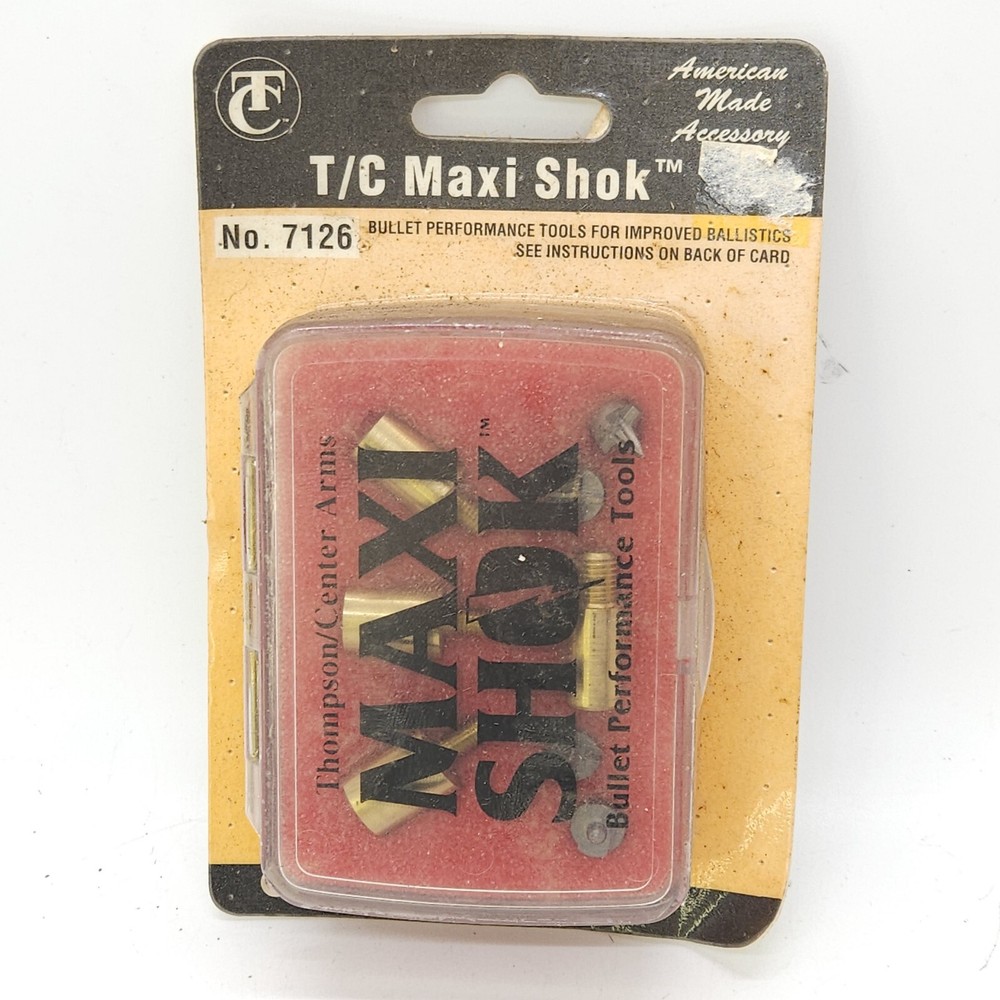 TC
American
Made
Accessory
T/C Maxi Shok™
No. 7126
BULLET PERFORMANCE TOOLS FOR IMPROVED BALLISTICS
SEE INSTRUCTIONS ON BACK OF CARD
Thompson/Center Arms
MAXI
SHOK™
Bullet Performance Tools